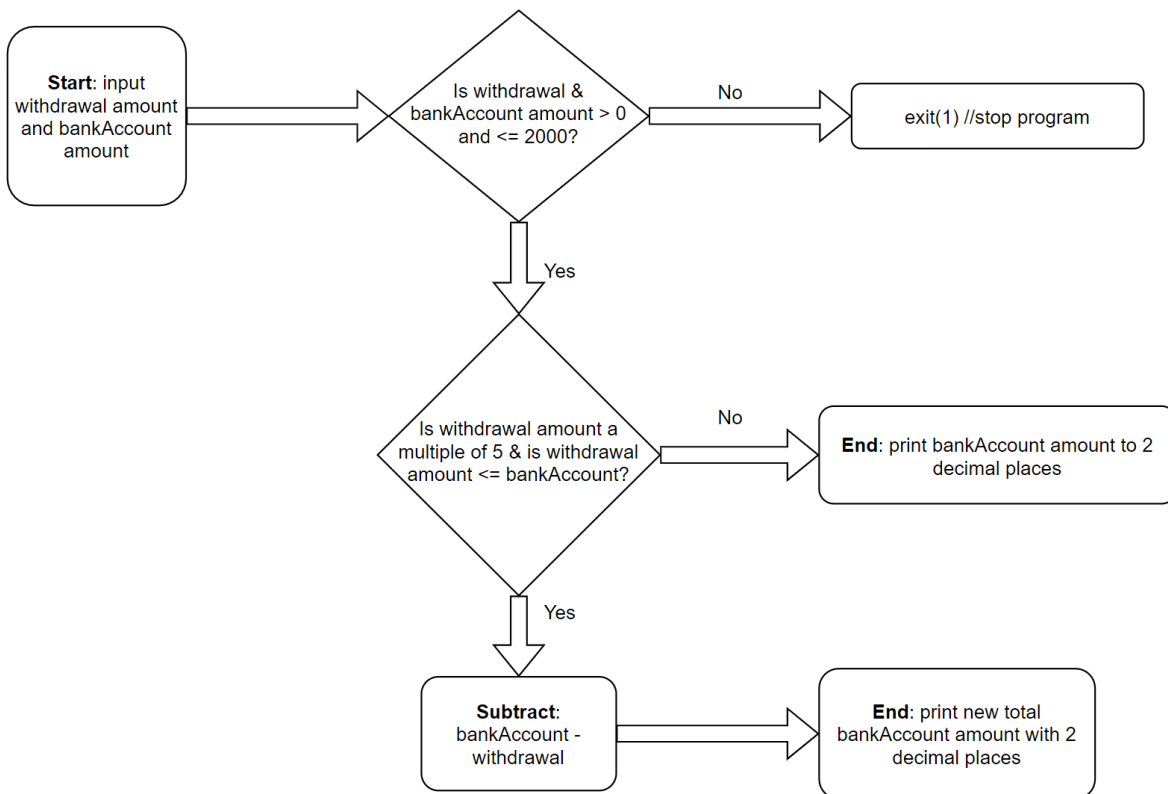 Start: input
withdrawal amount
and bankAccount
amount
Is withdrawal &
bankAccount amount > 0
and <= 2000?
No
exit(1) //stop program
Yes
Is withdrawal amount a
multiple of 5 & is withdrawal
amount <= bankAccount?
No
End: print bankAccount amount to 2
decimal places
Yes
Subtract:
bankAccount -
withdrawal
End: print new total
bankAccount amount with 2
decimal places